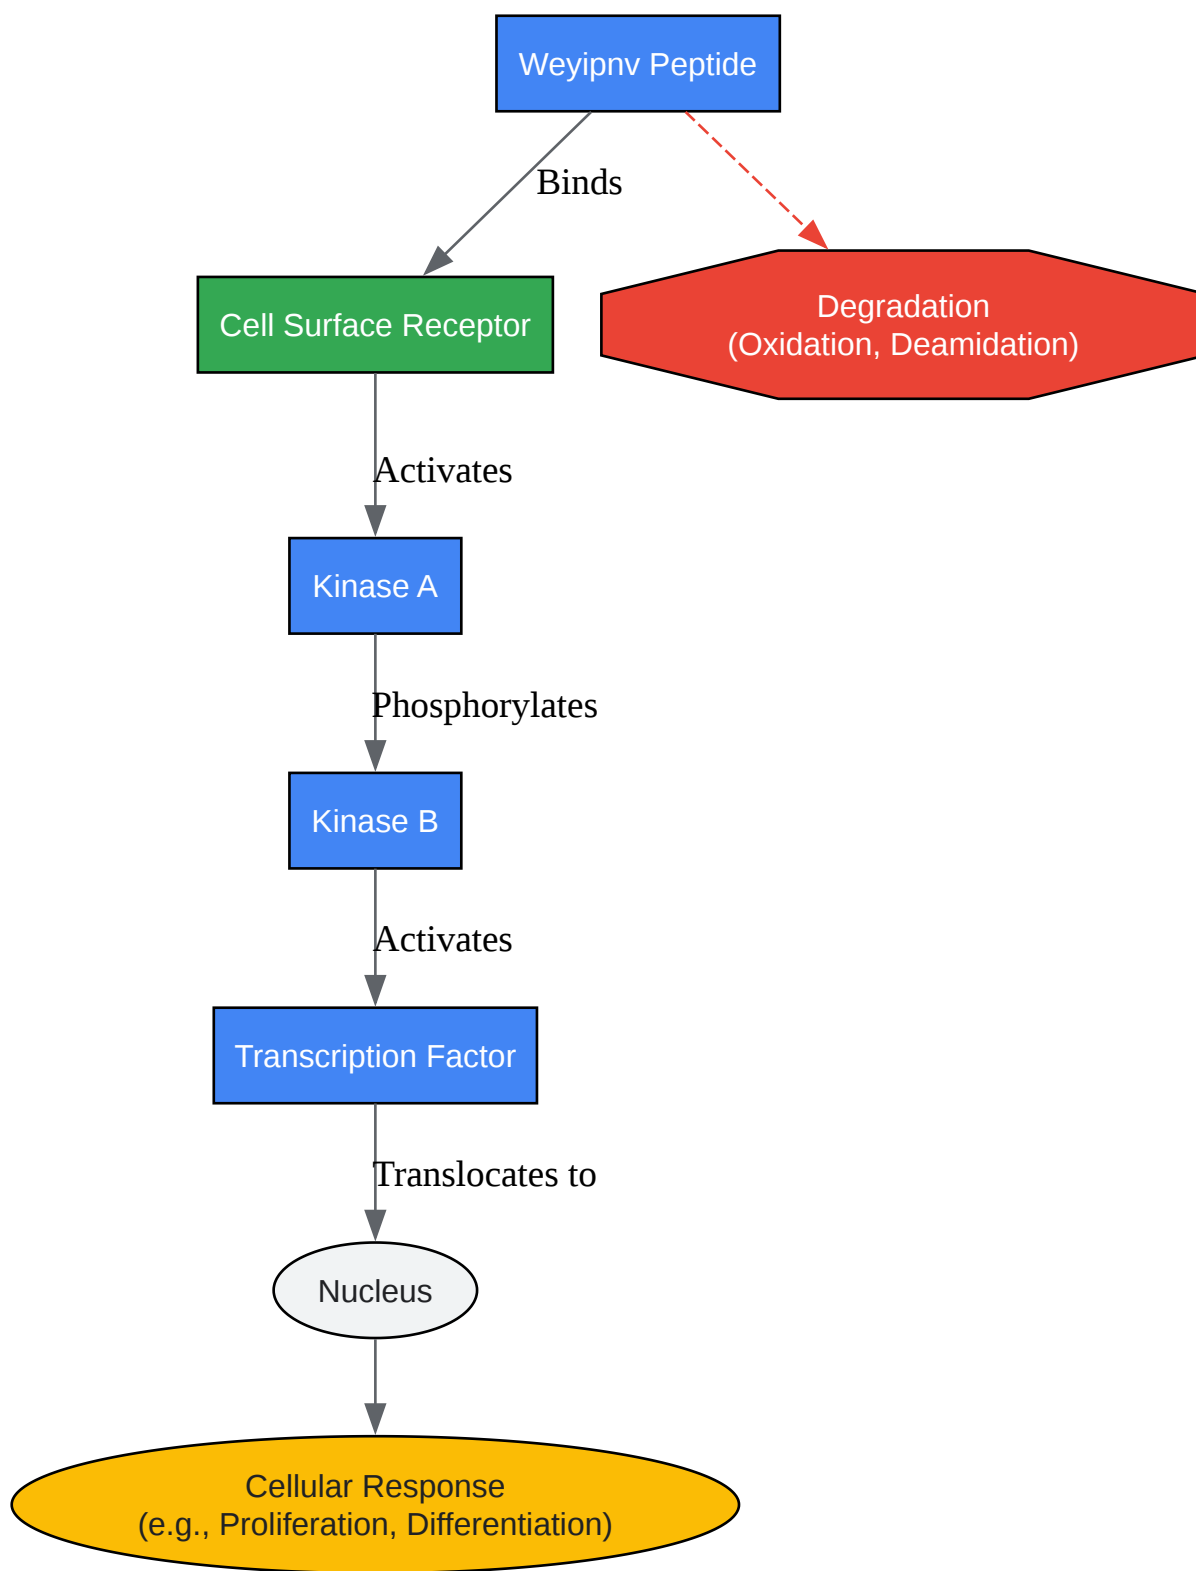 Weyipnv Peptide
Binds
Cell Surface Receptor
Degradation
(Oxidation, Deamidation)
Activates
Kinase A
Phosphorylates
Kinase B
Activates
Transcription Factor
Translocates to
Nucleus
Cellular Response
(e.g., Proliferation, Differentiation)